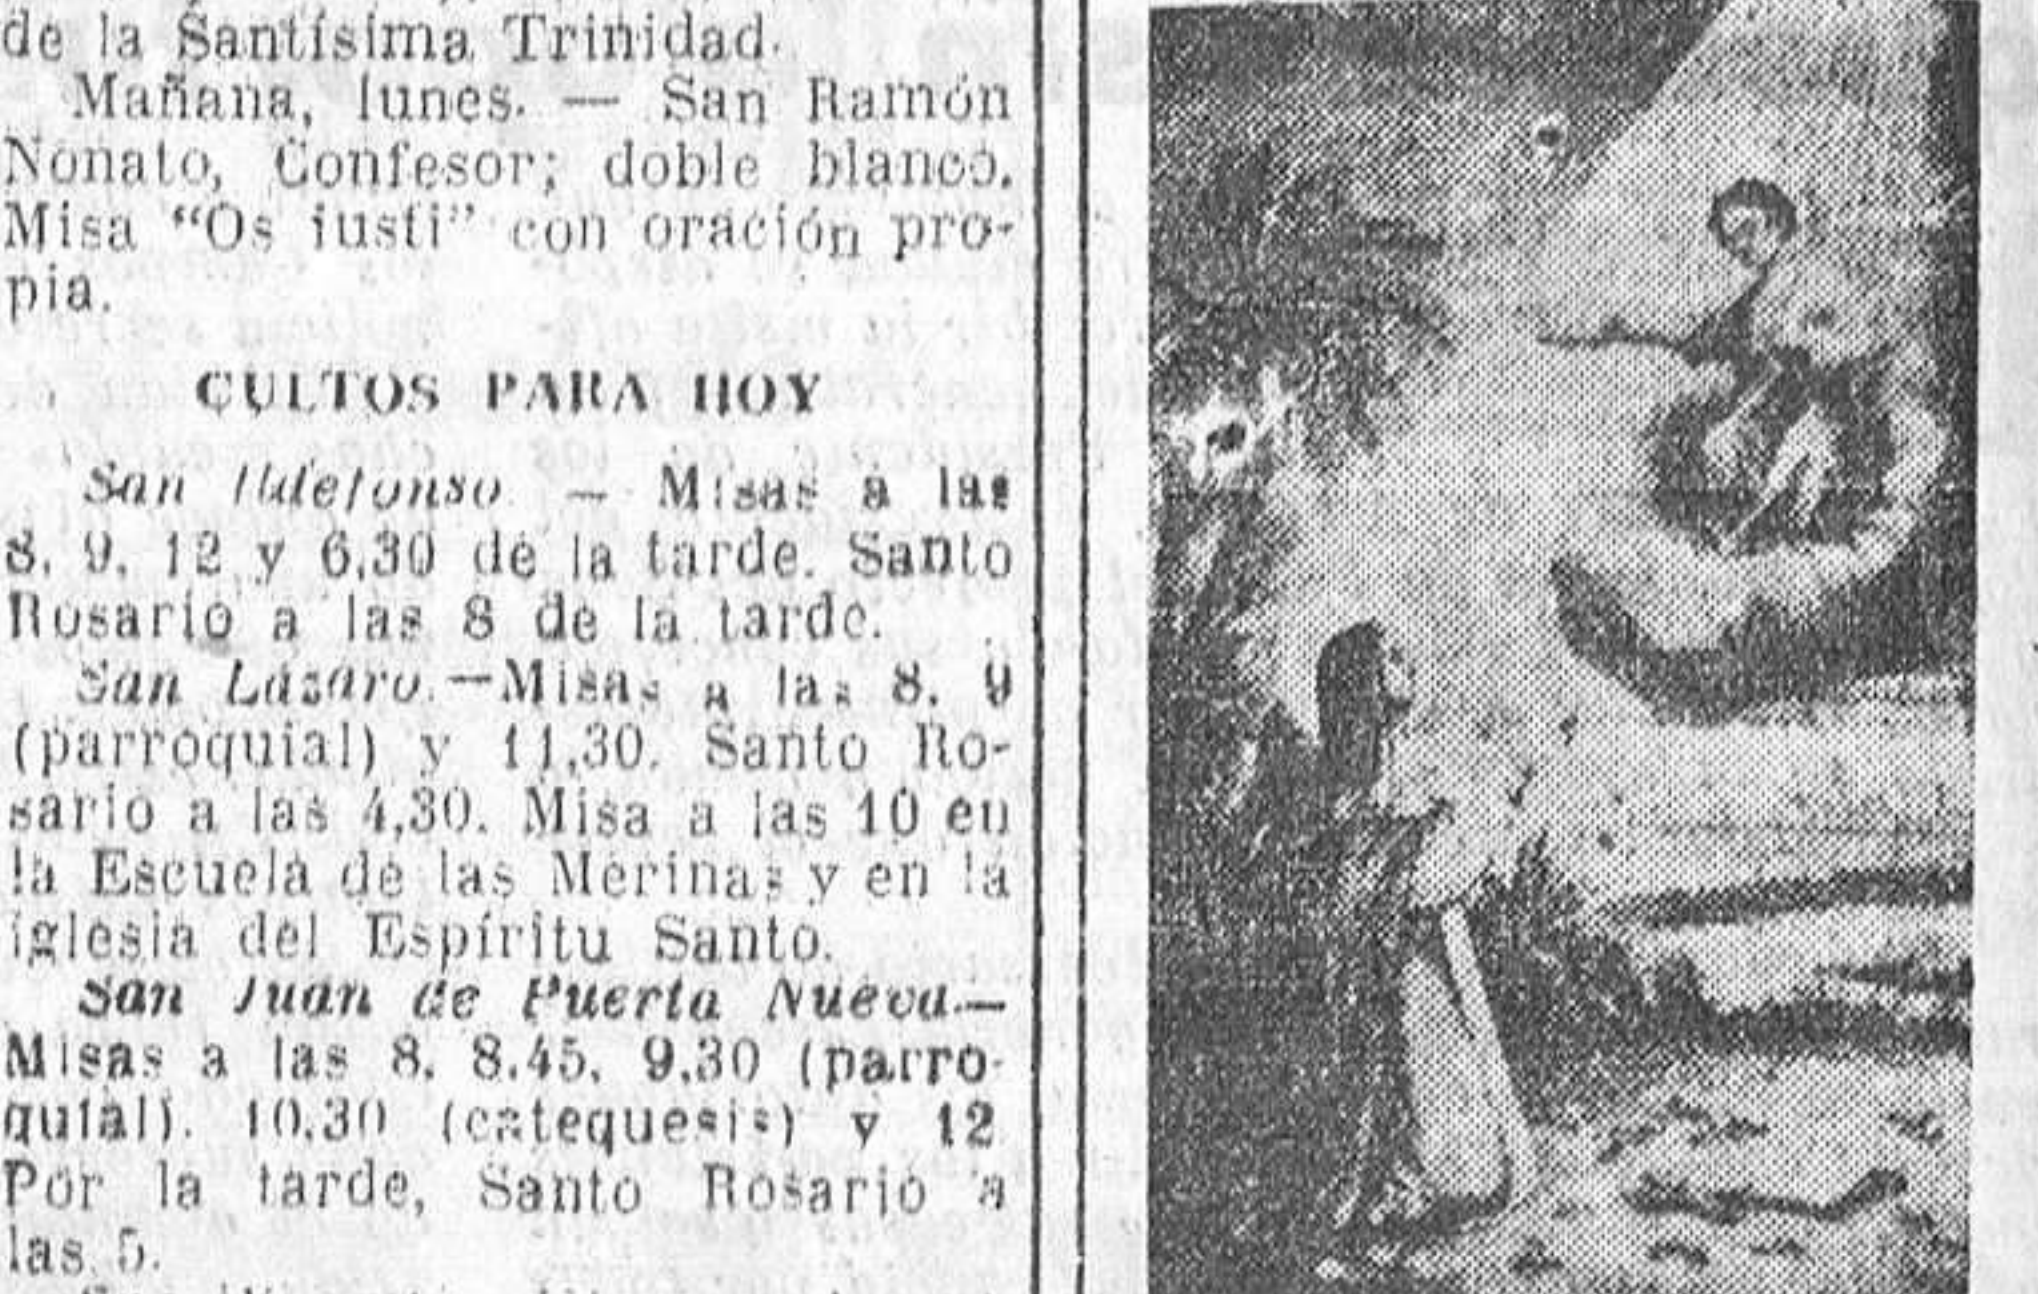 de la Santísima Trinidad.
Mañana, lunes. — San Ramón
Nonato, Confesor; doble blanco.
Misa “Os iusti” con oración pro-
pia.
CULTOS PARA HOY
San Ildefonso. — Misas a las
8, 9, 12 y 6,30 de la tarde. Santo
Rosario a las 8 de la tarde.
San Lázaro.—Misas a las 8, 9
(parroquial) y 11,30. Santo Ro-
sario a las 4,30. Misa a las 10 en
la Escuela de las Merinas y en la
iglesia del Espíritu Santo.
San Juan de Puerta Nueva.—
Misas a las 8, 8,45, 9,30 (parro-
quial), 10,30 (catequesis) y 12
Por la tarde, Santo Rosario a
las 5.